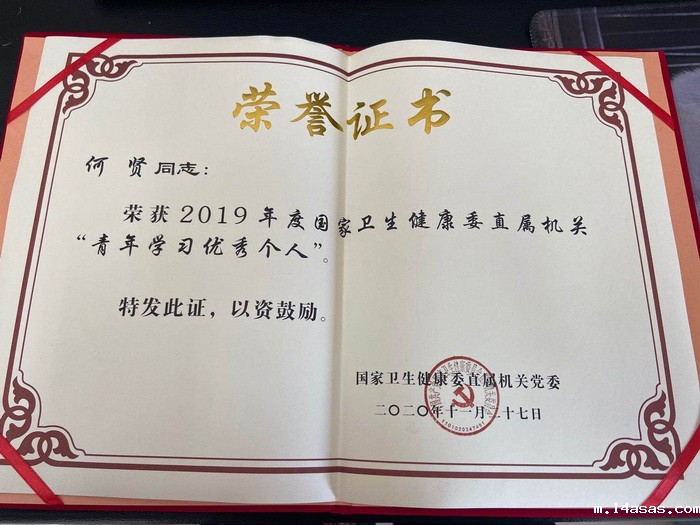 荣誉证书
何贤同志：
荣获2019年度国家卫生健康委直属机关
“青年学习优秀个人”。
特发此证，以资鼓励。
国家卫生健康委直属机关党委
二〇二〇年十一月二十七日
m.14asas.com